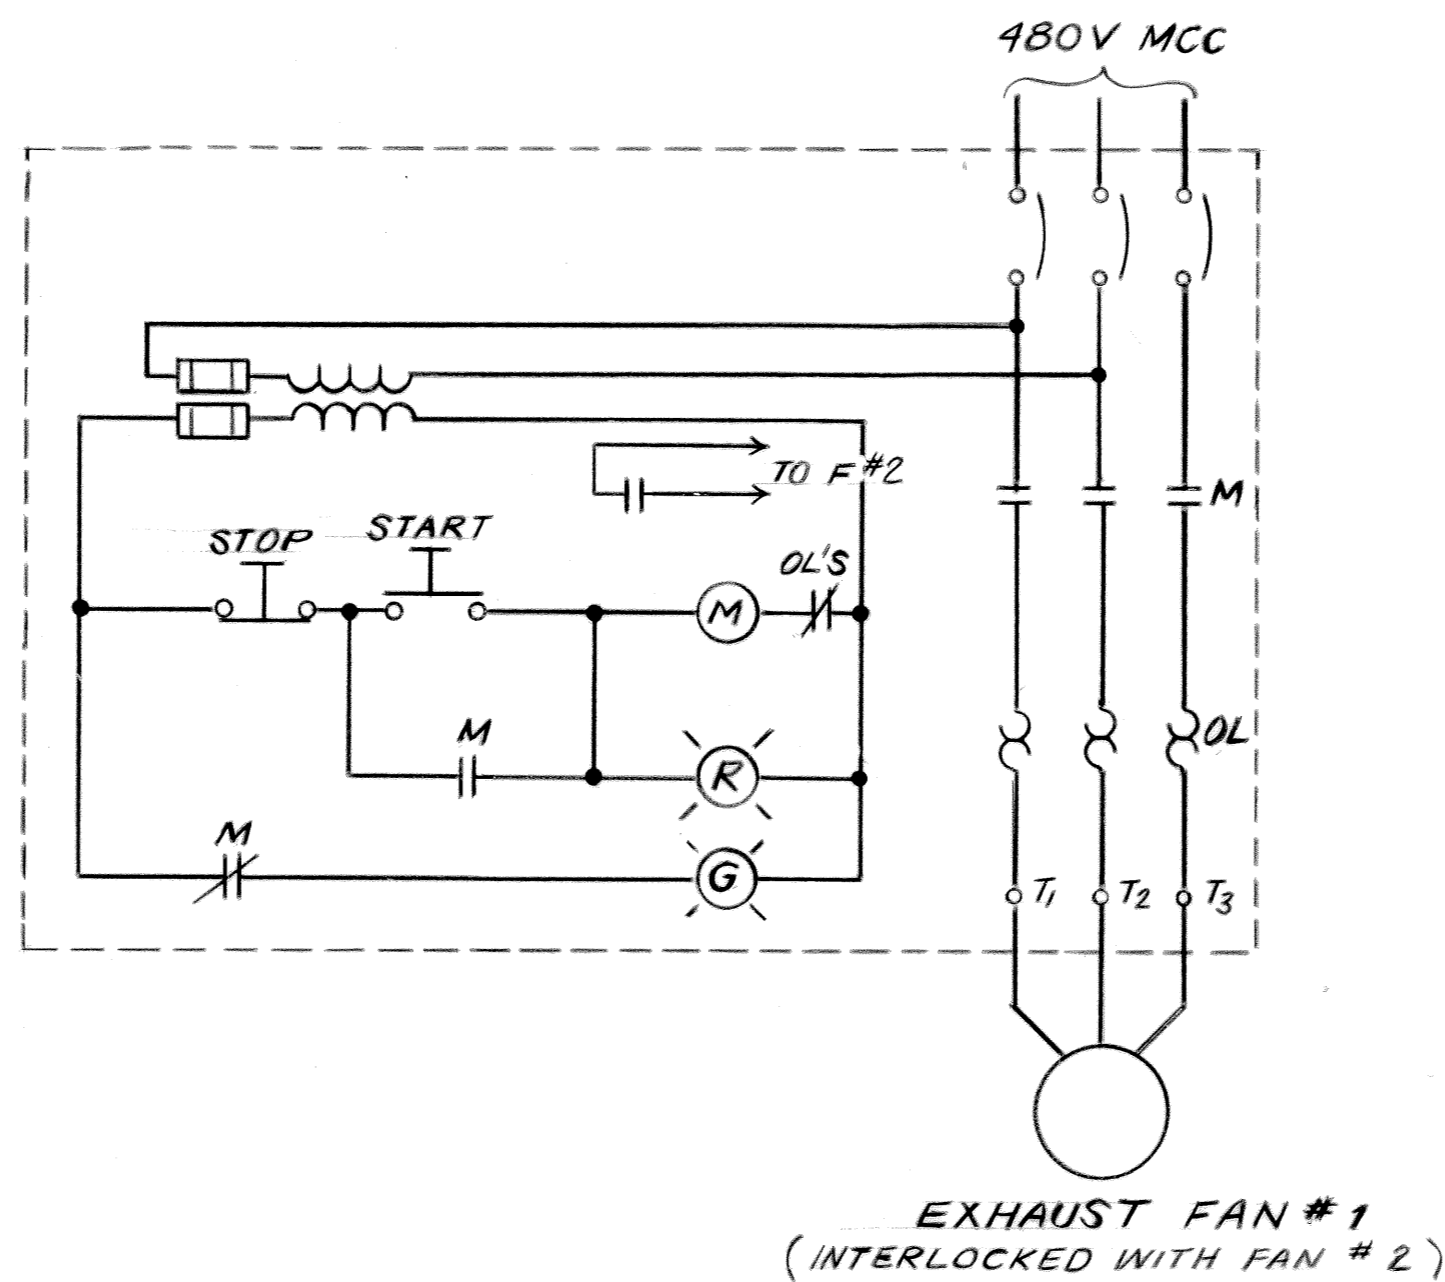 480V MCC
TO F #2
STOP
START
OL'S
M
M
M
OL
M
R
G
T1
T2
T3
EXHAUST FAN # 1
(INTERLOCKED WITH FAN # 2)